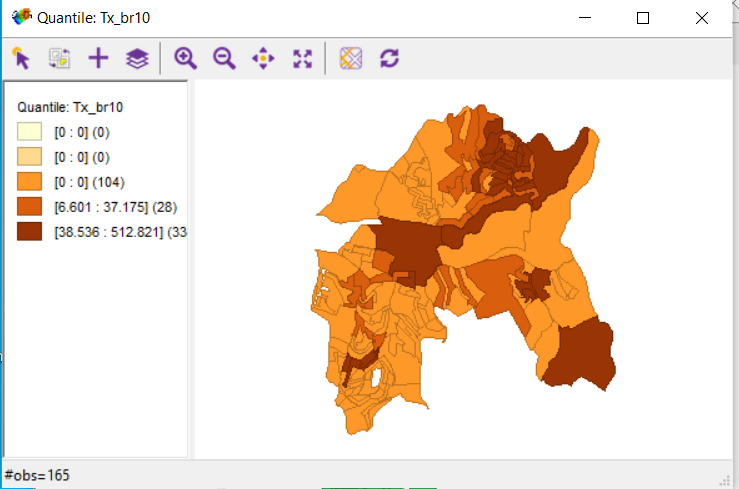 Quantile: Tx_br10
Quantile: Tx_br10
[0 : 0] (0)
[0 : 0] (0)
[0 : 0] (104)
[6.601 : 37.175] (28)
[38.536 : 512.821] (33
#obs=165